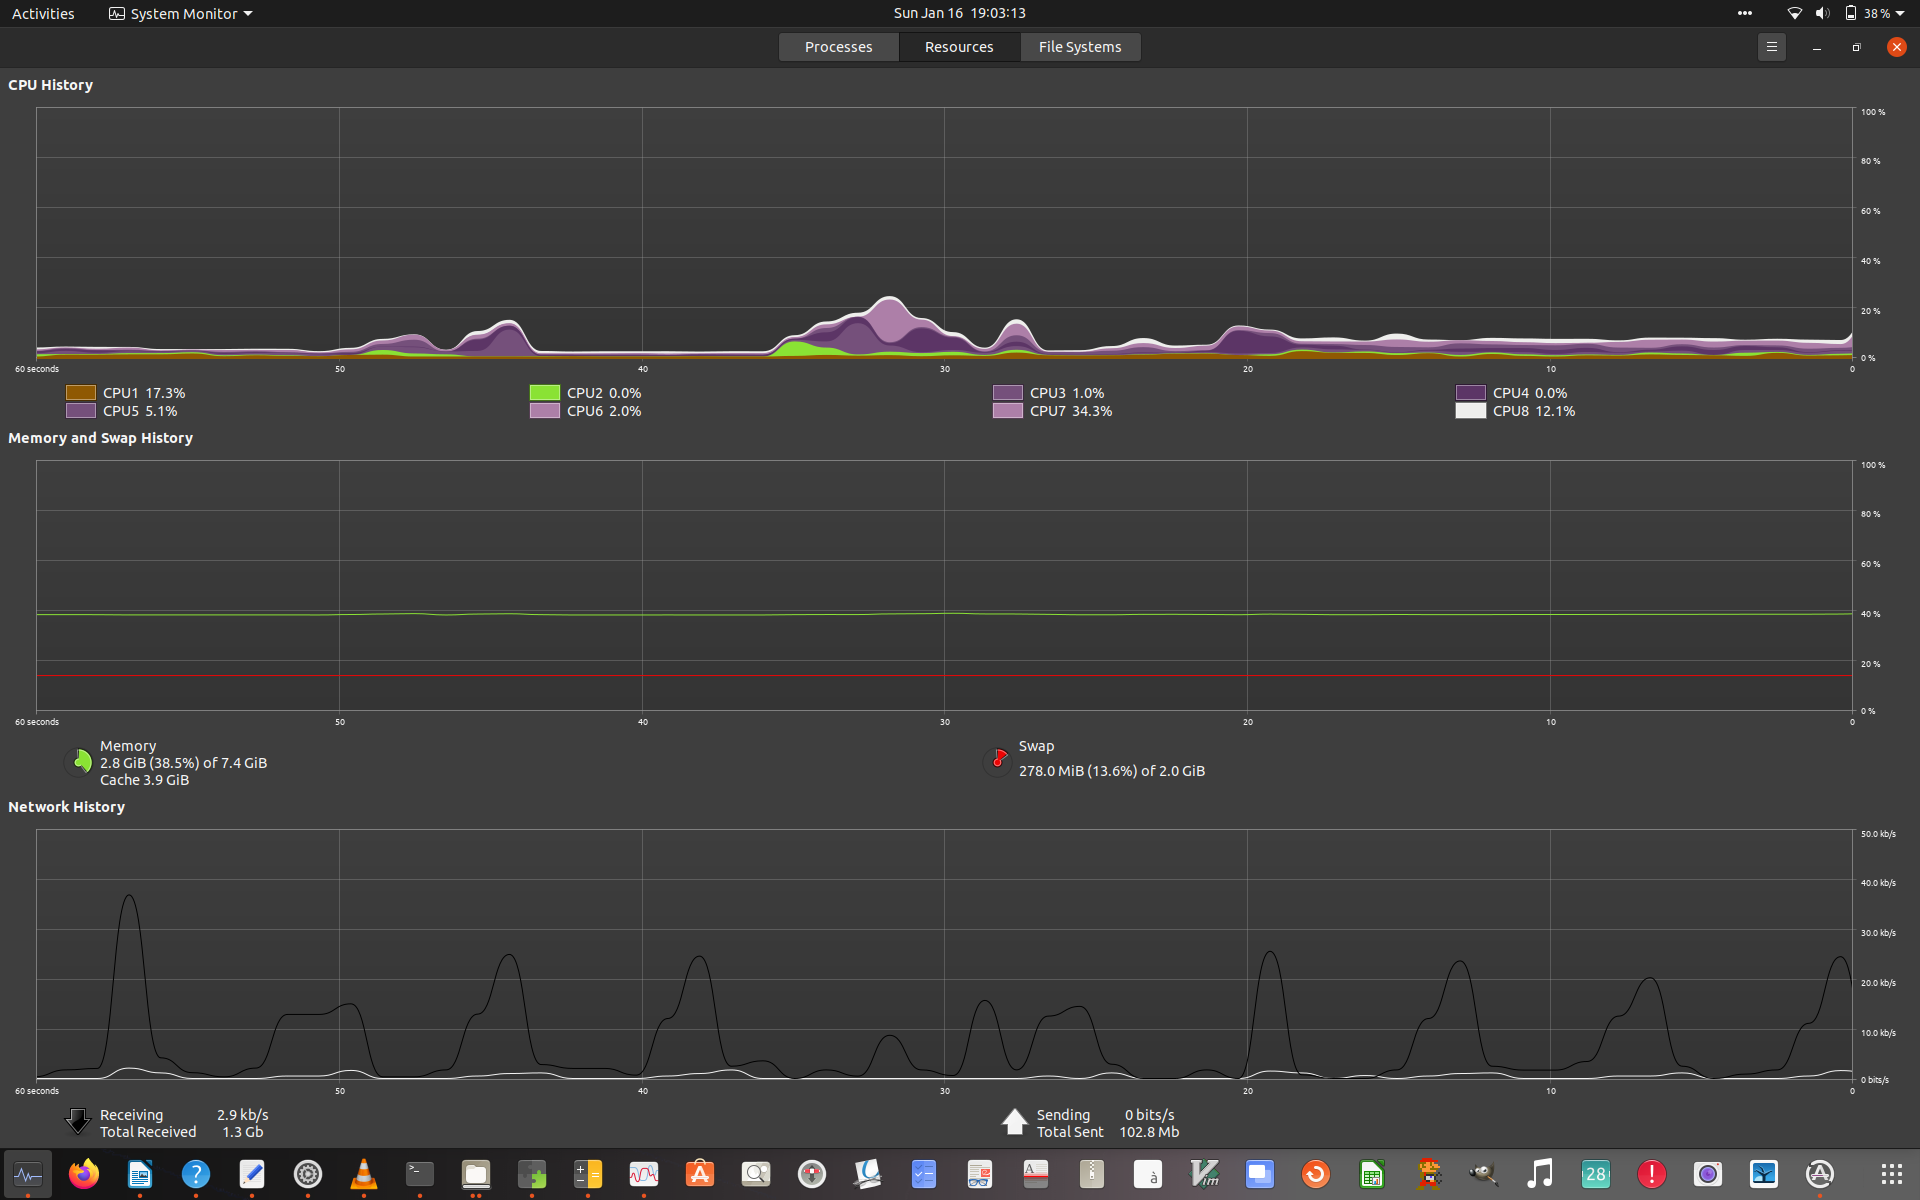 Activities System Monitor Sun Jan 16 19:03:13 38 %
Processes Resources File Systems
CPU History
100 %
80 %
60 %
40 %
20 %
0 %
60 seconds 50 40 30 20 10 0
CPU1 17.3% CPU2 0.0% CPU3 1.0% CPU4 0.0%
CPU5 5.1% CPU6 2.0% CPU7 34.3% CPU8 12.1%
Memory and Swap History
100 %
80 %
60 %
40 %
20 %
0 %
60 seconds 50 40 30 20 10 0
Memory
2.8 GiB (38.5%) of 7.4 GiB
Cache 3.9 GiB
Swap
278.0 MiB (13.6%) of 2.0 GiB
Network History
50.0 kb/s
40.0 kb/s
30.0 kb/s
20.0 kb/s
10.0 kb/s
0 bits/s
60 seconds 50 40 30 20 10 0
Receiving 2.9 kb/s
Total Received 1.3 Gb
Sending 0 bits/s
Total Sent 102.8 Mb
? >_ A à Vim 28 !